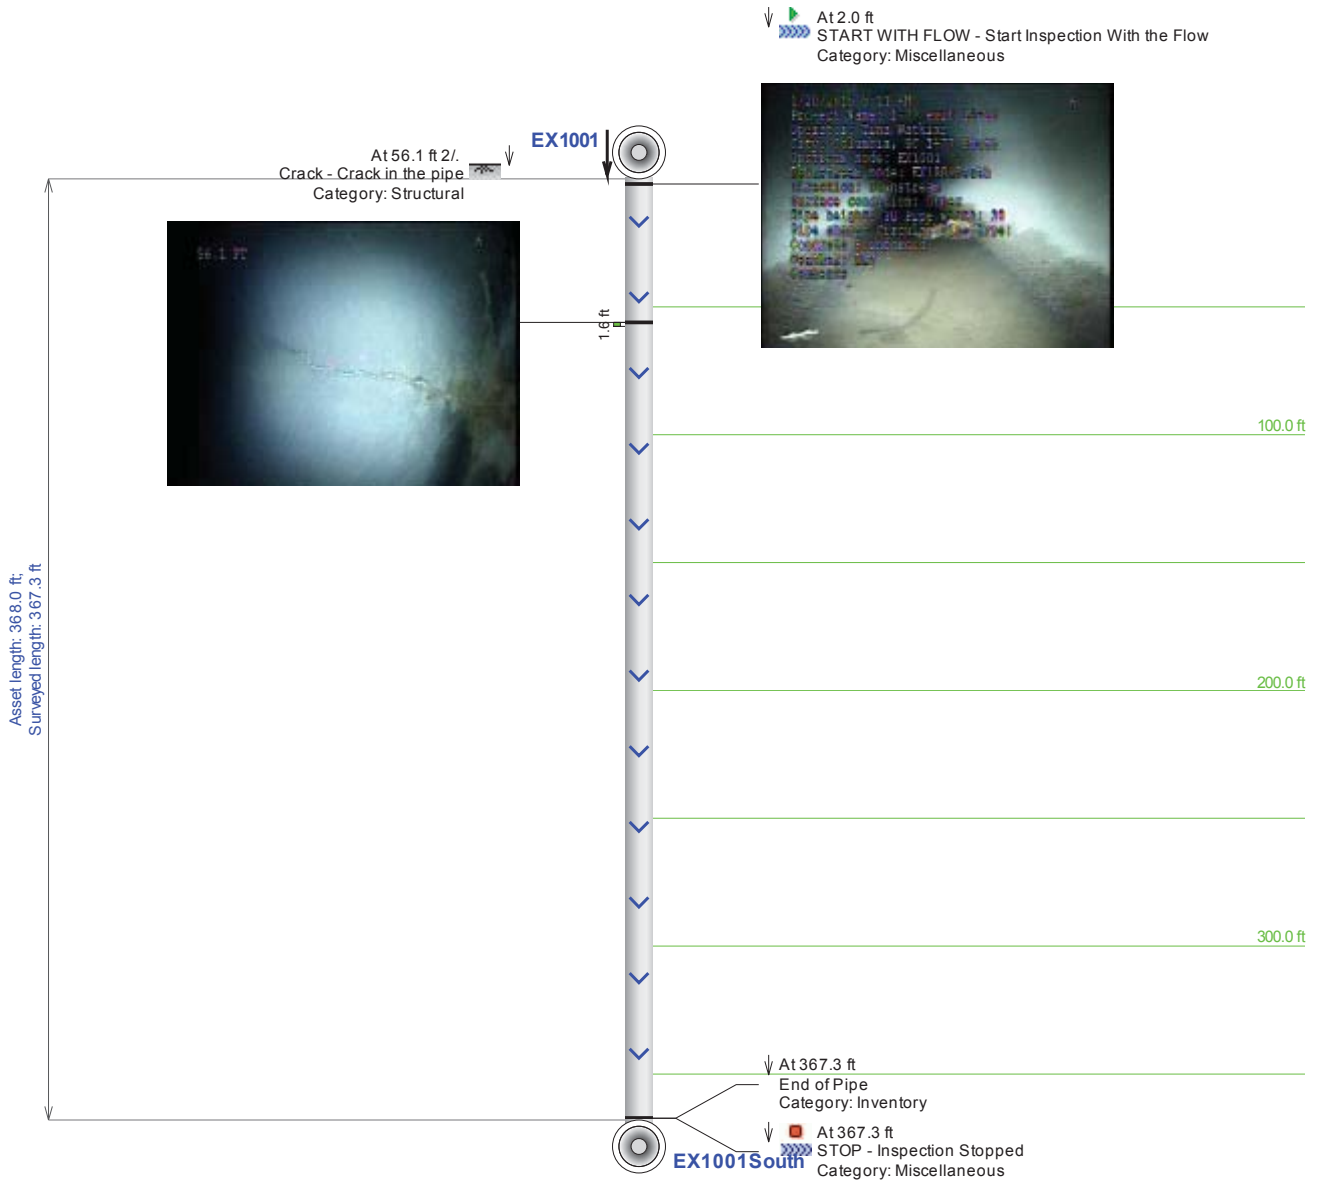 At 2.0 ft
START WITH FLOW - Start Inspection With the Flow
Category: Miscellaneous
EX1001
At 56.1 ft 2/.
Crack - Crack in the pipe
Category: Structural
56.1 FT
1.6 ft
100.0 ft
Asset length: 368.0 ft;
Surveyed length: 367.3 ft
200.0 ft
300.0 ft
At 367.3 ft
End of Pipe
Category: Inventory
At 367.3 ft
STOP - Inspection Stopped
Category: Miscellaneous
EX1001South